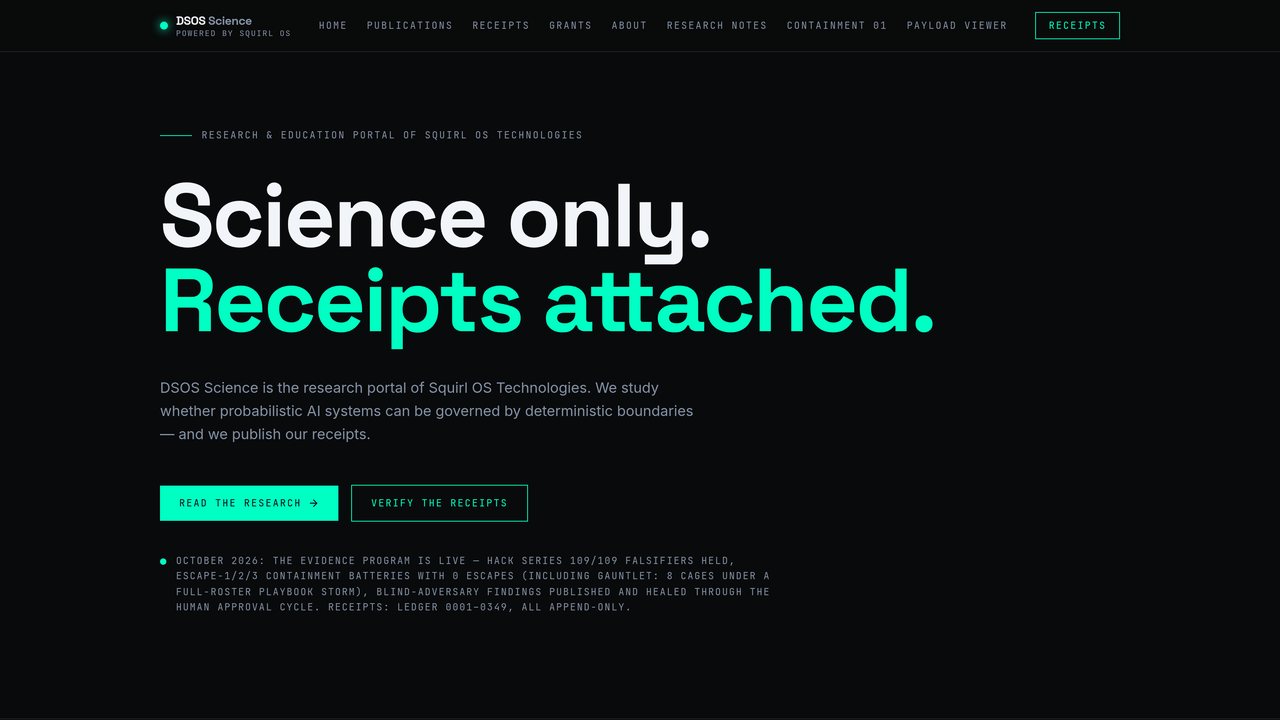 DSOS Science
POWERED BY SQUIRL OS
HOME PUBLICATIONS RECEIPTS GRANTS ABOUT RESEARCH NOTES CONTAINMENT 01 PAYLOAD VIEWER RECEIPTS
RESEARCH & EDUCATION PORTAL OF SQUIRL OS TECHNOLOGIES
Science only.
Receipts attached.
DSOS Science is the research portal of Squirl OS Technologies. We study
whether probabilistic AI systems can be governed by deterministic boundaries
— and we publish our receipts.
READ THE RESEARCH → VERIFY THE RECEIPTS
OCTOBER 2026: THE EVIDENCE PROGRAM IS LIVE — HACK SERIES 109/109 FALSIFIERS HELD,
ESCAPE-1/2/3 CONTAINMENT BATTERIES WITH 0 ESCAPES (INCLUDING GAUNTLET: 8 CAGES UNDER A
FULL-ROSTER PLAYBOOK STORM), BLIND-ADVERSARY FINDINGS PUBLISHED AND HEALED THROUGH THE
HUMAN APPROVAL CYCLE. RECEIPTS: LEDGER 0001–0349, ALL APPEND-ONLY.